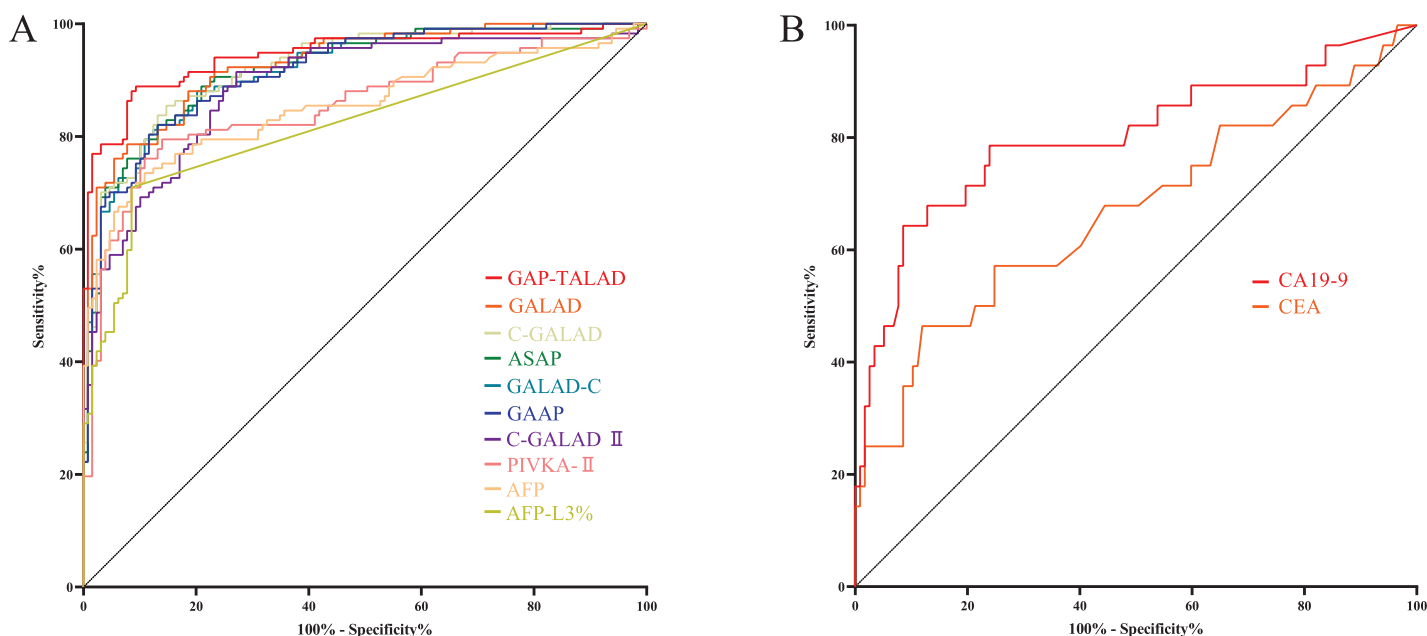 A
Sensitivity%
100
80
60
40
20
0
0 20 40 60 80 100
100% - Specificity%
GAP-TALAD
GALAD
C-GALAD
ASAP
GALAD-C
GAAP
C-GALAD Ⅱ
PIVKA-Ⅱ
AFP
AFP-L3%
B
Sensitivity%
100
80
60
40
20
0
0 20 40 60 80 100
100% - Specificity%
CA19-9
CEA